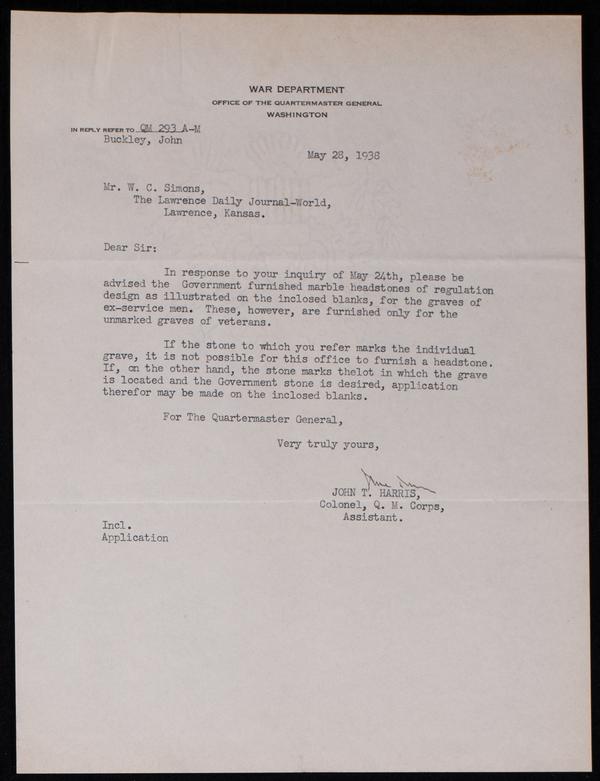 WAR DEPARTMENT
OFFICE OF THE QUARTERMASTER GENERAL
WASHINGTON
IN REPLY REFER TO QM 293 A-M
Buckley, John
May 28, 1938
Mr. W. C. Simons,
The Lawrence Daily Journal-World,
Lawrence, Kansas.
Dear Sir:
In response to your inquiry of May 24th, please be
advised the Government furnished marble headstones of regulation
design as illustrated on the inclosed blanks, for the graves of
ex-service men. These, however, are furnished only for the
unmarked graves of veterans.
If the stone to which you refer marks the individual
grave, it is not possible for this office to furnish a headstone.
If, on the other hand, the stone marks thelot in which the grave
is located and the Government stone is desired, application
therefor may be made on the inclosed blanks.
For The Quartermaster General,
Very truly yours,
JOHN T. HARRIS,
Colonel, Q. M. Corps,
Assistant.
Incl.
Application